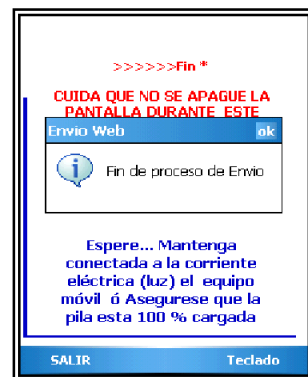 >>>>>>Fin *
CUIDA QUE NO SE APAGUE LA
PANTALLA DURANTE ESTE
Envio Web ok
Fin de proceso de Envio
Espere... Mantenga
conectada a la corriente
eléctrica (luz) el equipo
móvil ó Asegurese que la
pila esta 100 % cargada
SALIR Teclado